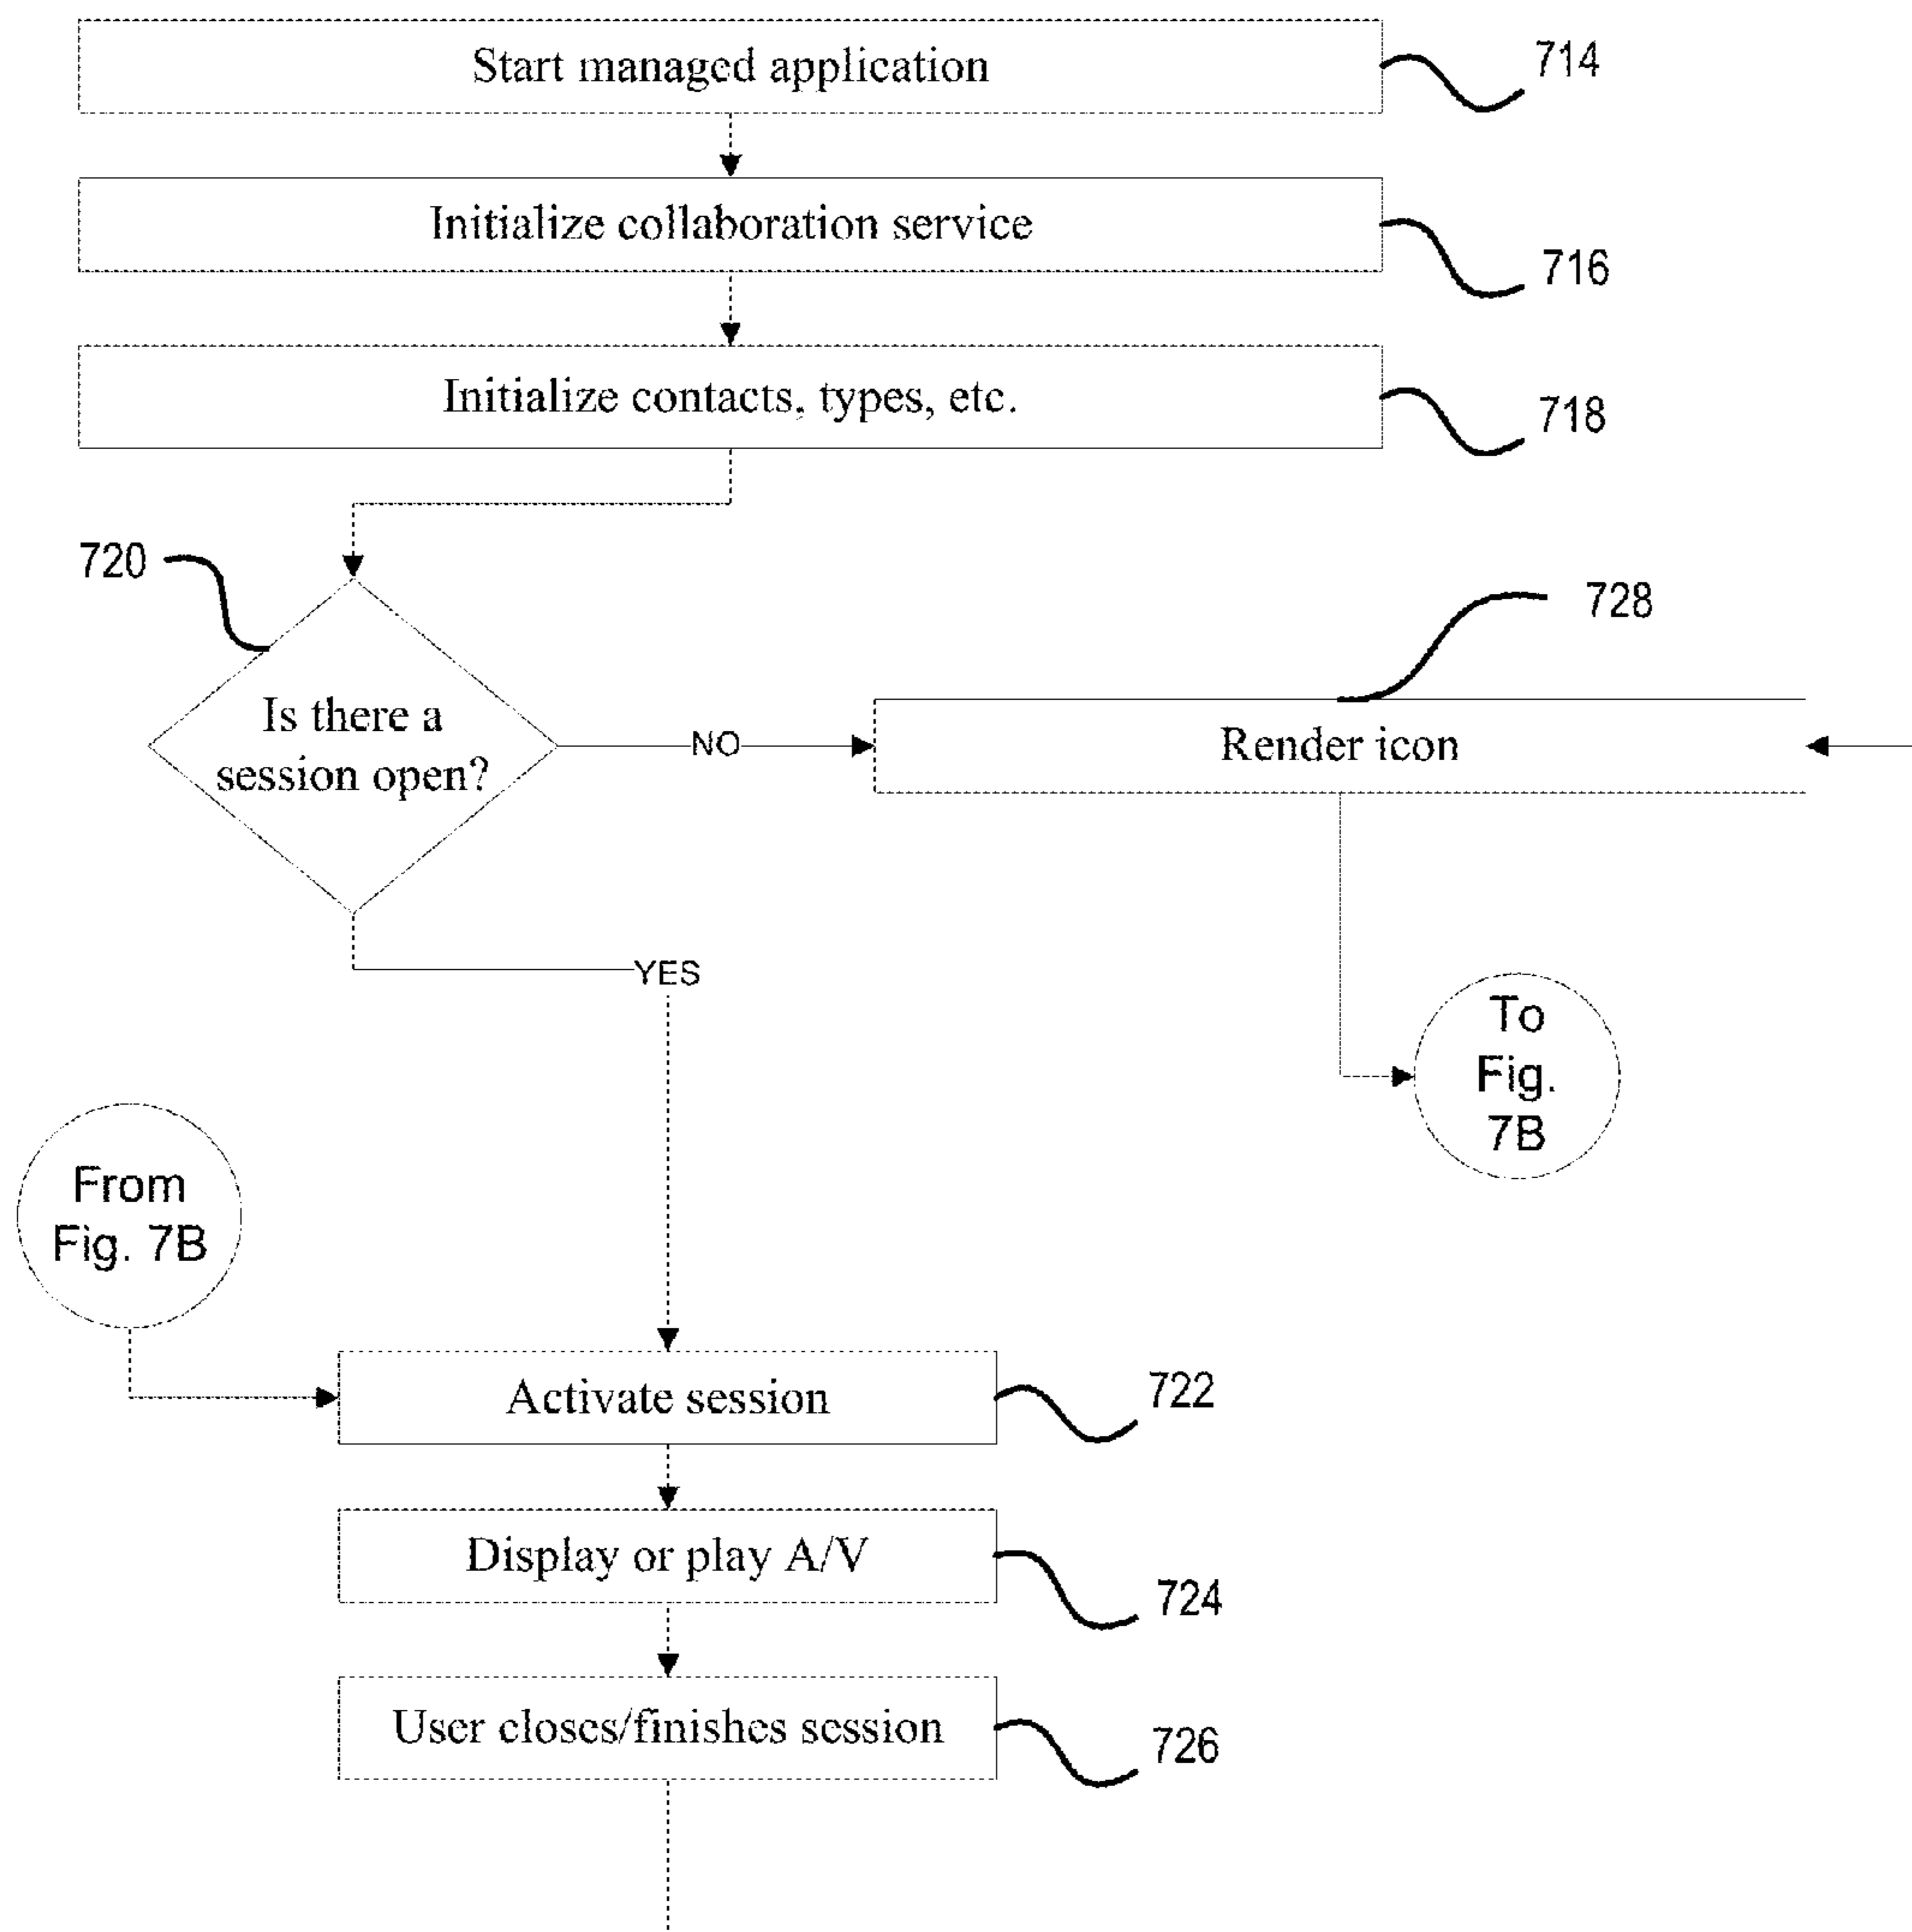 Start managed application
714
Initialize collaboration service
716
Initialize contacts, types, etc.
718
720
Is there a
session open?
NO
728
Render icon
YES
To
Fig.
7B
From
Fig. 7B
Activate session
722
Display or play A/V
724
User closes/finishes session
726